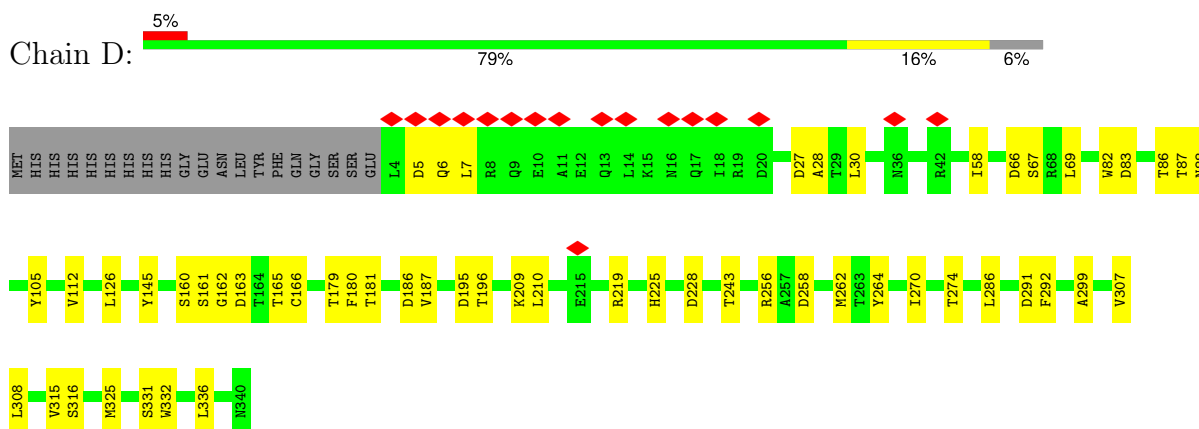 5%
Chain D:
79% 16% 6%
MET HIS HIS HIS HIS HIS HIS HIS HIS HIS HIS GLY GLU ASN LEU TYR PHE GLN GLY SER SER GLU L4 D5 Q6 L7 R8 Q9 E10 A11 E12 Q13 L14 K15 N16 Q17 I18 R19 D20 D27 A28 T29 L30 N36 R42 I58 D66 S67 R68 L69 W82 D83 T86 T87
Y105 V112 L126 Y145 S160 S161 G162 D163 T164 T165 C166 T179 F180 T181 D186 V187 D195 T196 K209 L210 E215 R219 H225 D228 T243 R256 A257 D258 M262 T263 Y264 I270 T274 L286 D291 F292 A299 V307
L308 V315 S316 M325 S331 W332 L336 N340